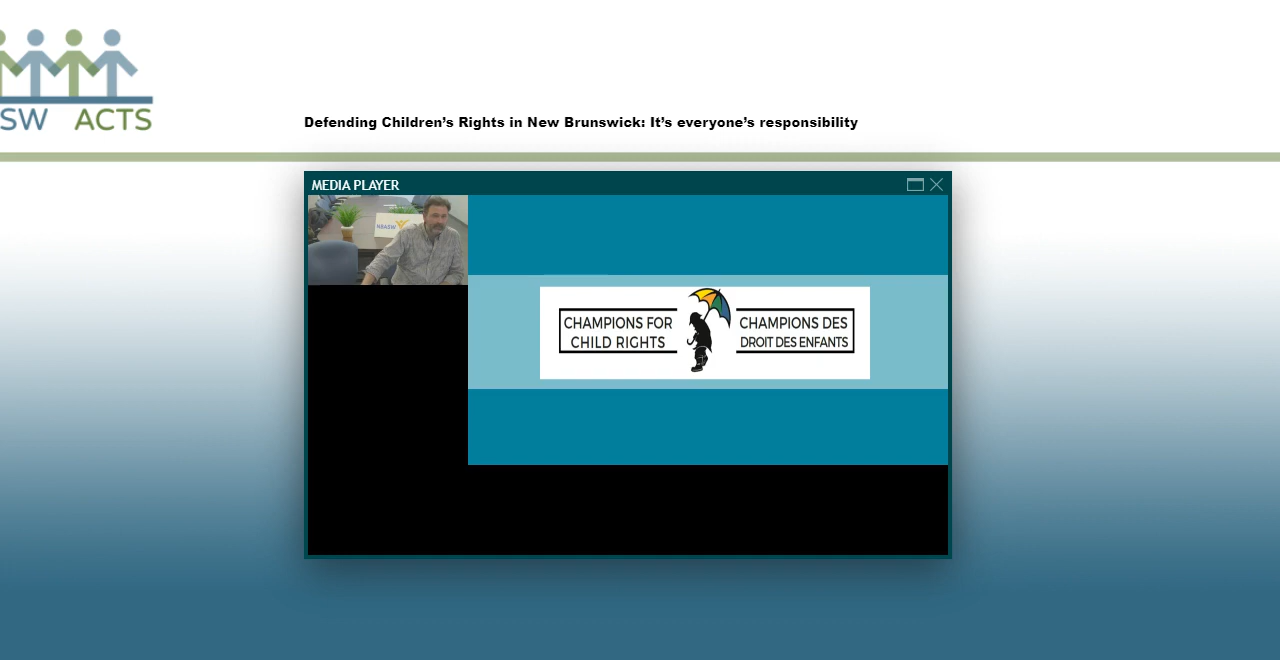 SW ACTS
Defending Children’s Rights in New Brunswick: It’s everyone’s responsibility
MEDIA PLAYER
NBASW
CHAMPIONS FOR
CHILD RIGHTS
CHAMPIONS DES
DROIT DES ENFANTS